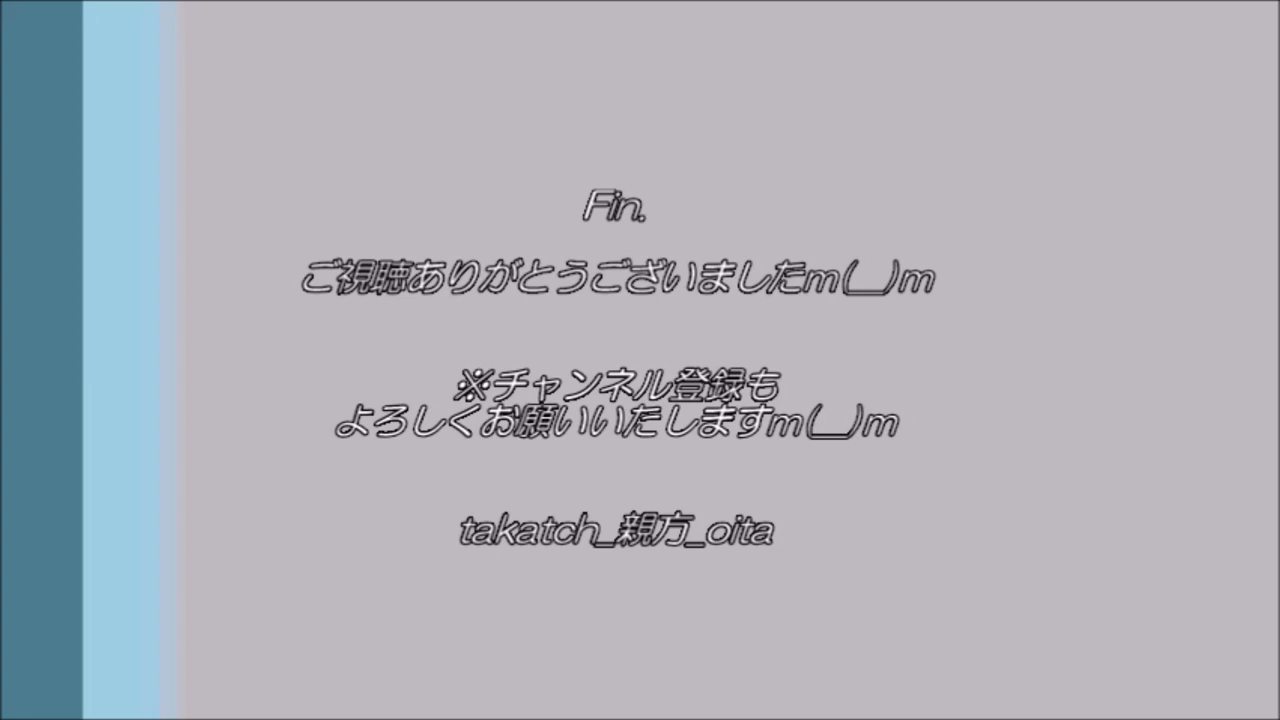 Fin.
ご視聴ありがとうございましたm(__)m
※チャンネル登録も
よろしくお願いいたしますm(__)m
takatch_親方_oita